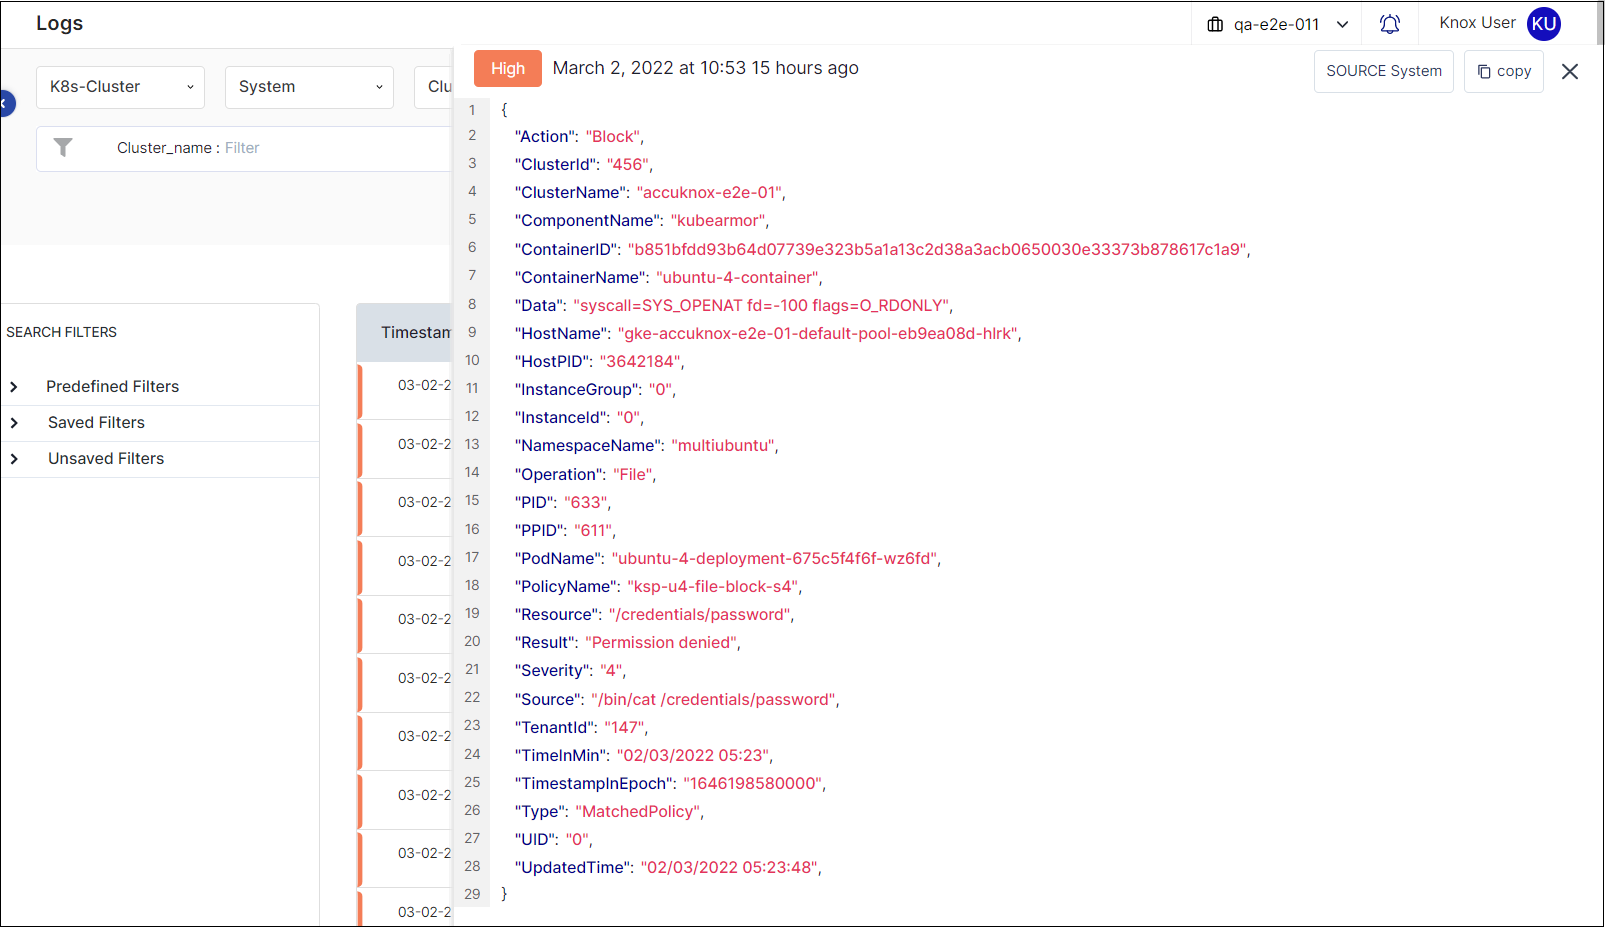 Logs
qa-e2e-011
Knox User KU
K8s-Cluster
System
Clu
Cluster_name : Filter
SEARCH FILTERS
Predefined Filters
Saved Filters
Unsaved Filters
Timestam
03-02-2
03-02-2
03-02-2
03-02-2
03-02-2
03-02-2
03-02-2
03-02-2
03-02-2
03-02-2
High March 2, 2022 at 10:53 15 hours ago
SOURCE System
copy
1 {
2 "Action": "Block",
3 "ClusterId": "456",
4 "ClusterName": "accuknox-e2e-01",
5 "ComponentName": "kubearmor",
6 "ContainerID": "b851bfdd93b64d07739e323b5a1a13c2d38a3acb0650030e33373b878617c1a9",
7 "ContainerName": "ubuntu-4-container",
8 "Data": "syscall=SYS_OPENAT fd=-100 flags=O_RDONLY",
9 "HostName": "gke-accuknox-e2e-01-default-pool-eb9ea08d-hlrk",
10 "HostPID": "3642184",
11 "InstanceGroup": "0",
12 "InstanceId": "0",
13 "NamespaceName": "multiubuntu",
14 "Operation": "File",
15 "PID": "633",
16 "PPID": "611",
17 "PodName": "ubuntu-4-deployment-675c5f4f6f-wz6fd",
18 "PolicyName": "ksp-u4-file-block-s4",
19 "Resource": "/credentials/password",
20 "Result": "Permission denied",
21 "Severity": "4",
22 "Source": "/bin/cat /credentials/password",
23 "TenantId": "147",
24 "TimeInMin": "02/03/2022 05:23",
25 "TimestampInEpoch": "1646198580000",
26 "Type": "MatchedPolicy",
27 "UID": "0",
28 "UpdatedTime": "02/03/2022 05:23:48",
29 }